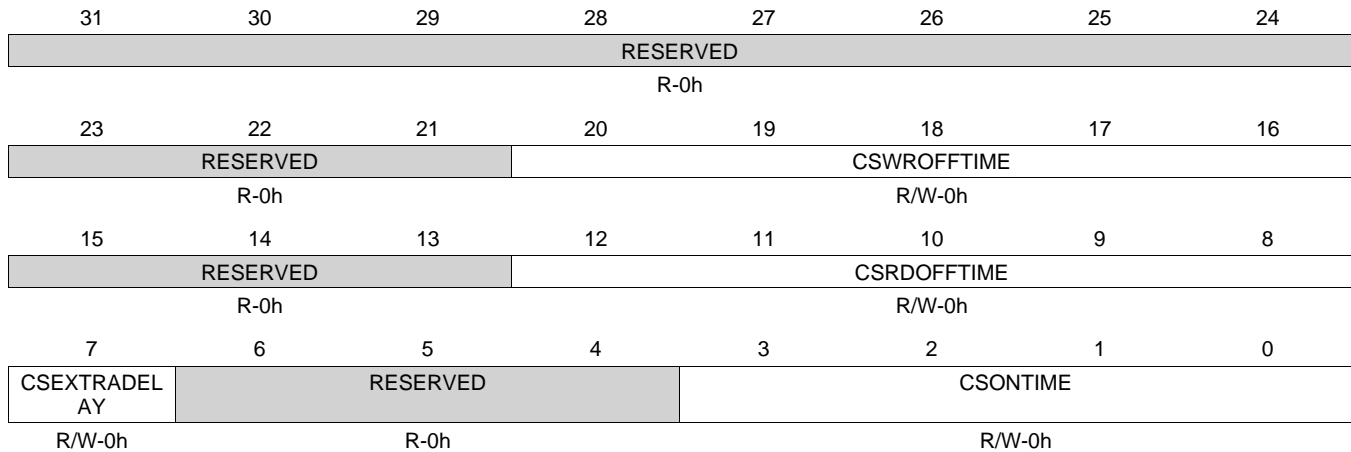 31 30 29 28 27 26 25 24
RESERVED
R-0h
23 22 21 20 19 18 17 16
RESERVED CSWROFFTIME
R-0h R/W-0h
15 14 13 12 11 10 9 8
RESERVED CSRDOFFTIME
R-0h R/W-0h
7 6 5 4 3 2 1 0
CSEXTRADEL RESERVED CSONTIME
AY
R/W-0h R-0h R/W-0h